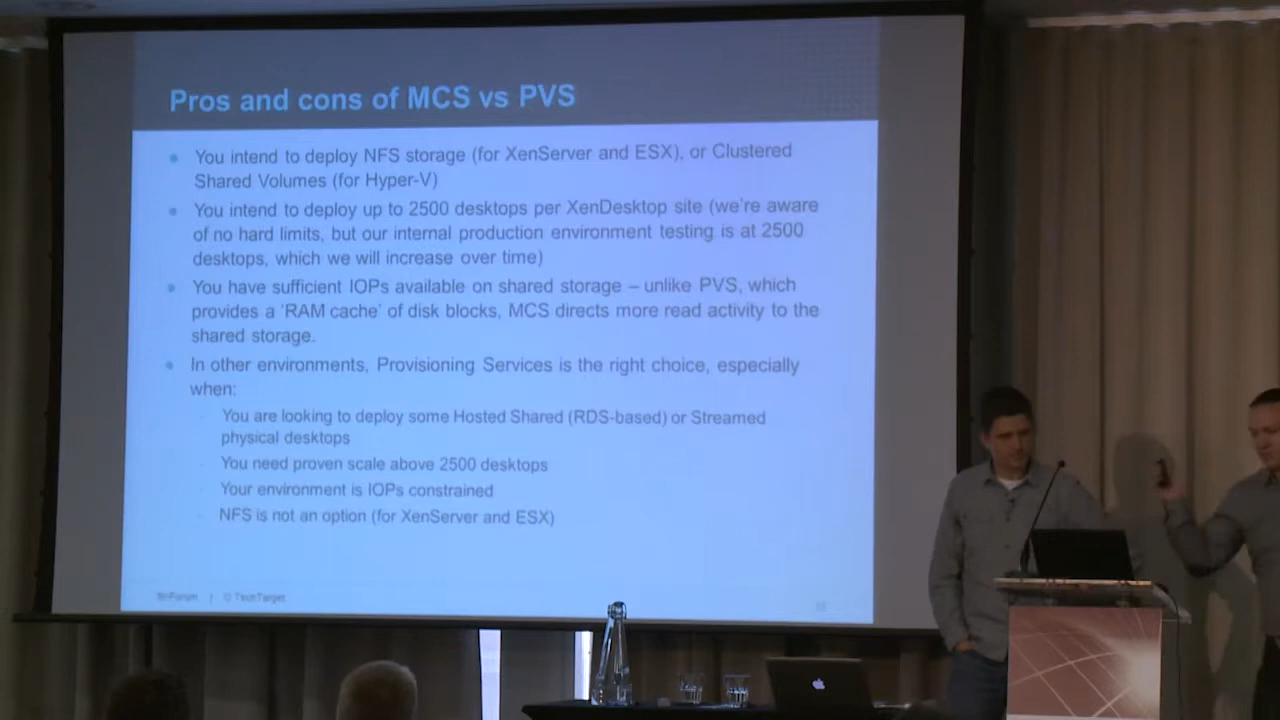 Pros and cons of MCS vs PVS
You intend to deploy NFS storage (for XenServer and ESX), or Clustered
Shared Volumes (for Hyper-V)
You intend to deploy up to 2500 desktops per XenDesktop site (we're aware
of no hard limits, but our internal production environment testing is at 2500
desktops, which we will increase over time)
You have sufficient IOPs available on shared storage – unlike PVS, which
provides a 'RAM cache' of disk blocks, MCS directs more read activity to the
shared storage.
In other environments, Provisioning Services is the right choice, especially
when:
You are looking to deploy some Hosted Shared (RDS-based) or Streamed
physical desktops
You need proven scale above 2500 desktops
Your environment is IOPs constrained
NFS is not an option (for XenServer and ESX)
| © TechTarget